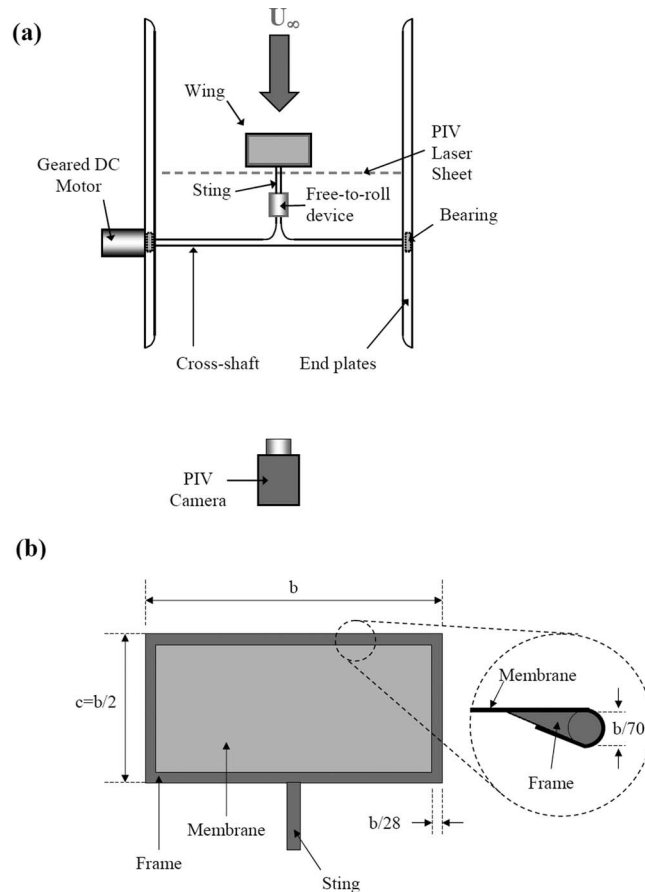 (a)
U∞
Wing
PIV
Laser
Sheet
Geared DC
Motor
Sting
Free-to-roll
device
Bearing
Cross-shaft
End plates
PIV
Camera
(b)
b
c=b/2
Membrane
b/70
Frame
Membrane
b/28
Frame
Sting